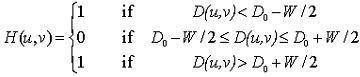 1 if D(u,v) < D₀ − W/2
H(u,v) = { 0 if D₀ − W/2 ≤ D(u,v) ≤ D₀ + W/2
1 if D(u,v) > D₀ + W/2